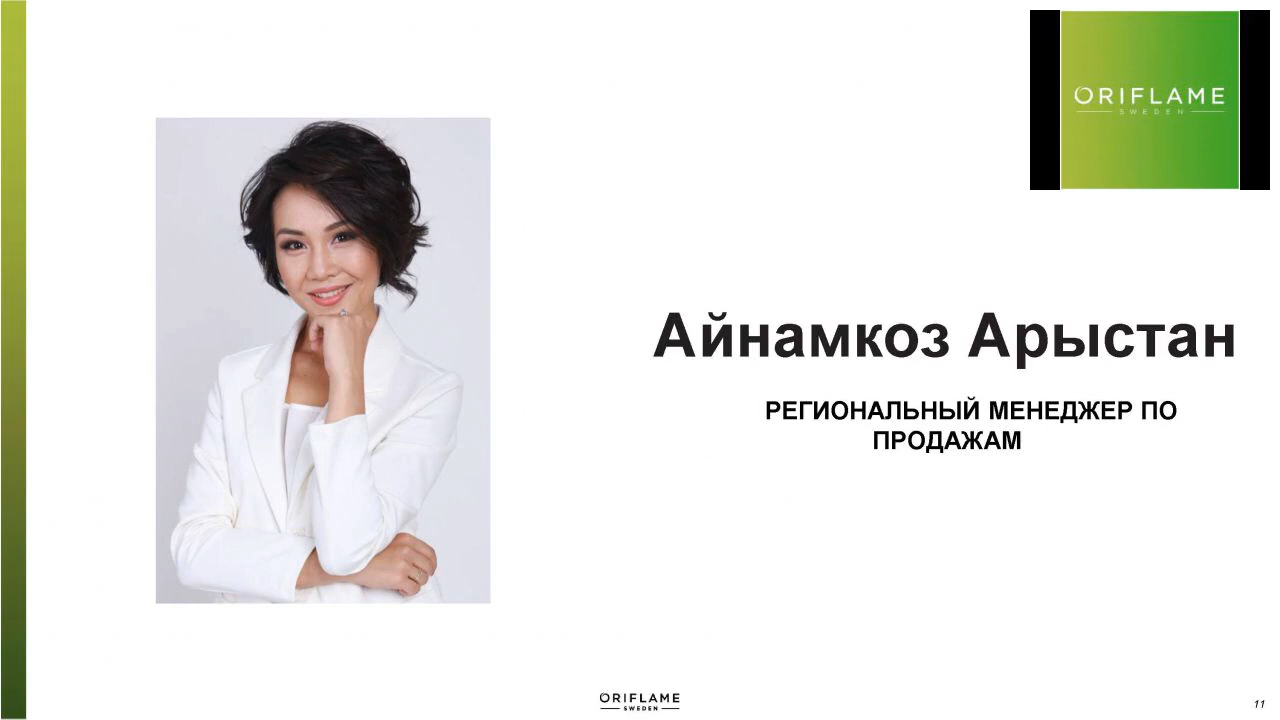 ORIFLAME
SWEDEN
Айнамкоз Арыстан
РЕГИОНАЛЬНЫЙ МЕНЕДЖЕР ПО
ПРОДАЖАМ
ORIFLAME
SWEDEN
11